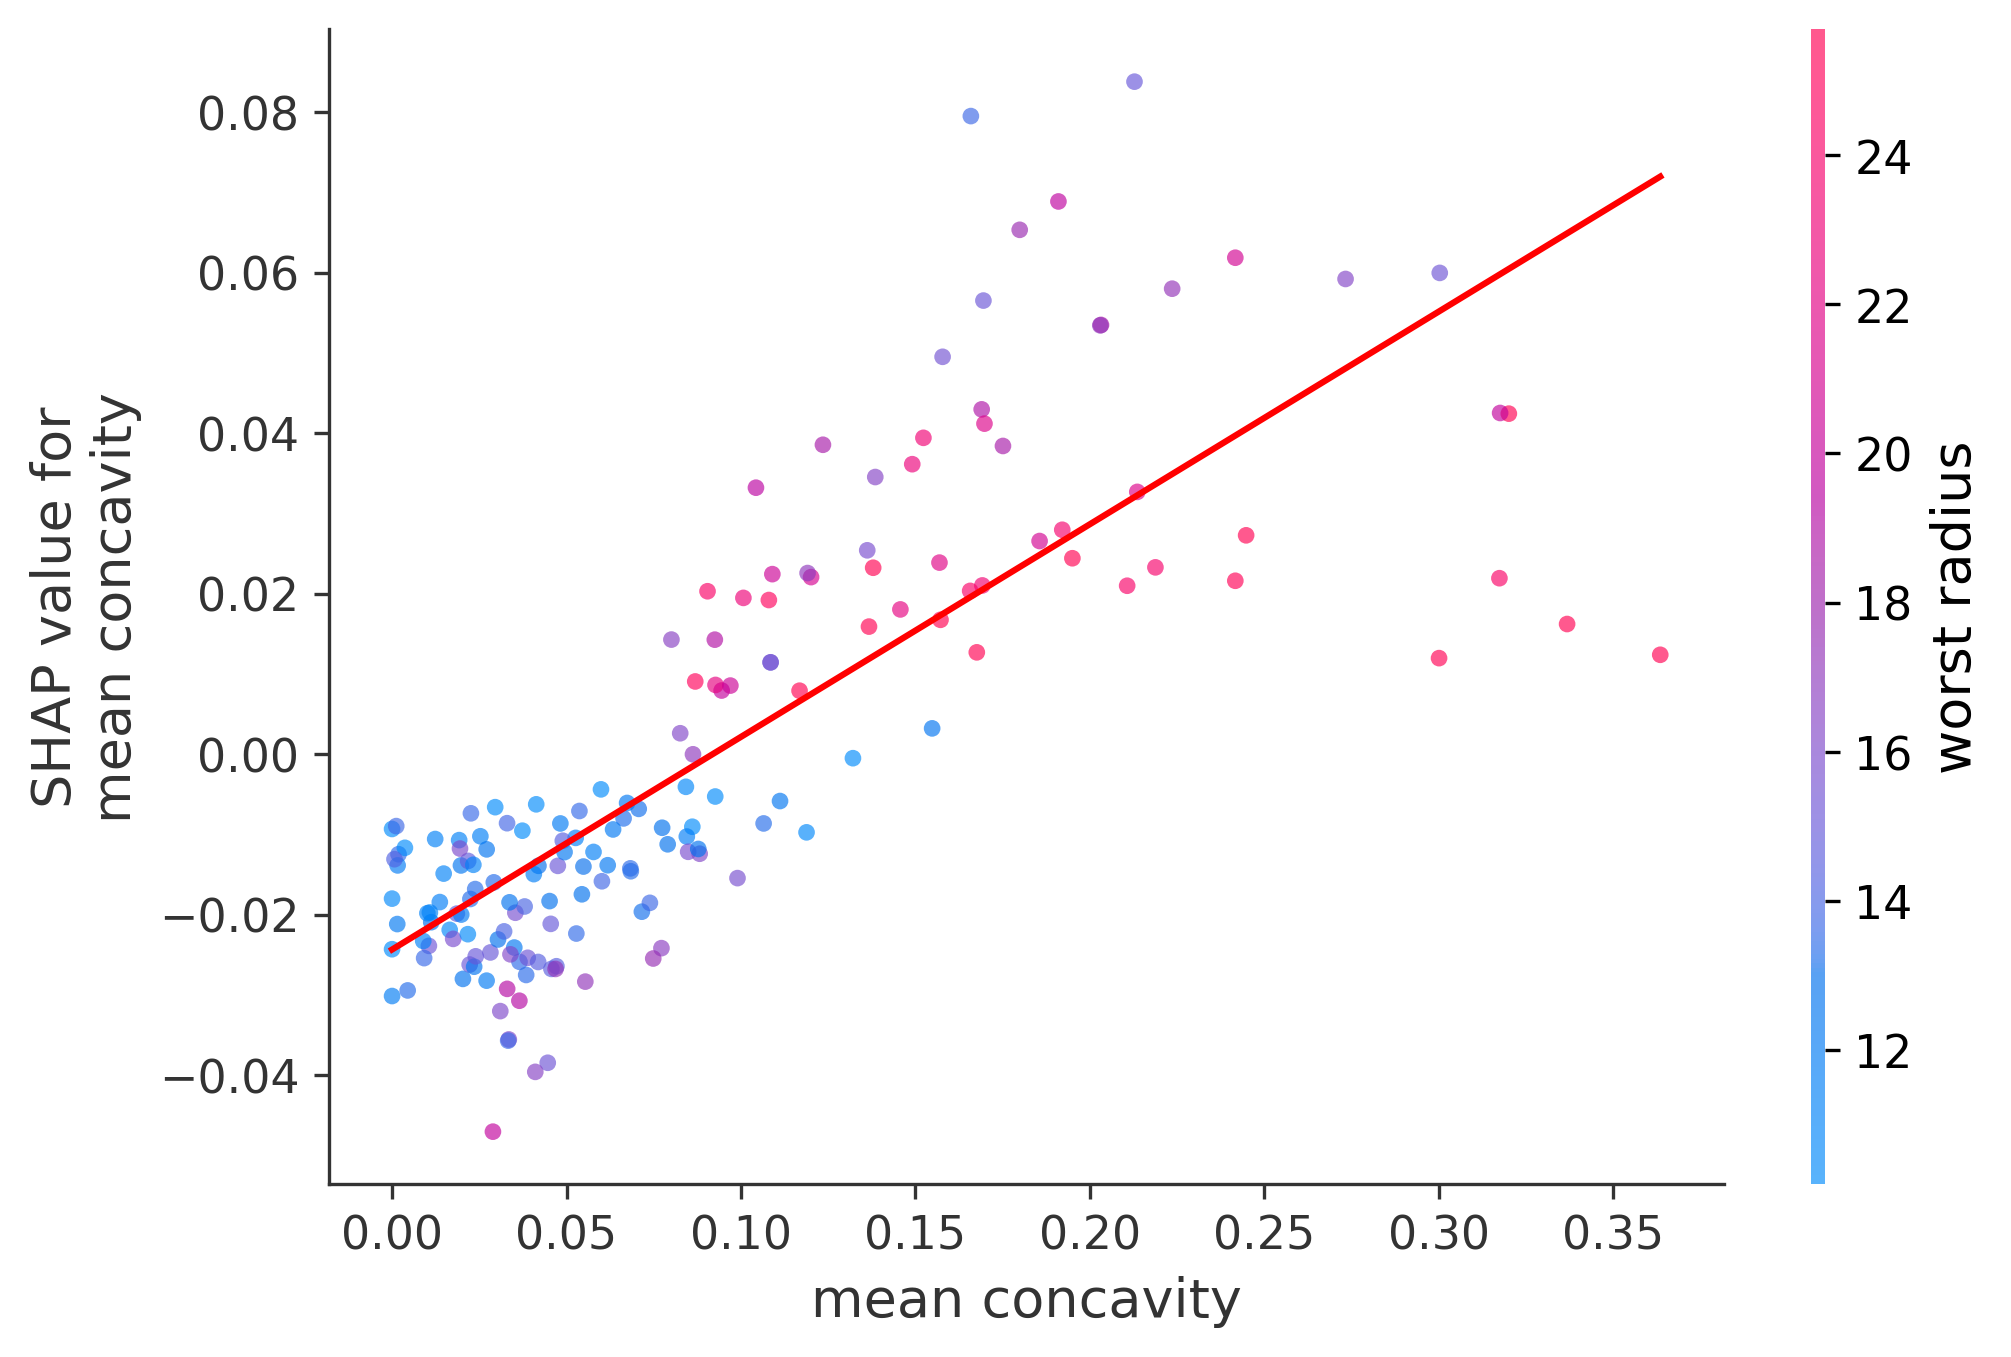 SHAP value for
mean concavity
0.08
0.06
0.04
0.02
0.00
−0.02
−0.04
0.00 0.05 0.10 0.15 0.20 0.25 0.30 0.35
mean concavity
24
22
20
18
16
14
12
worst radius